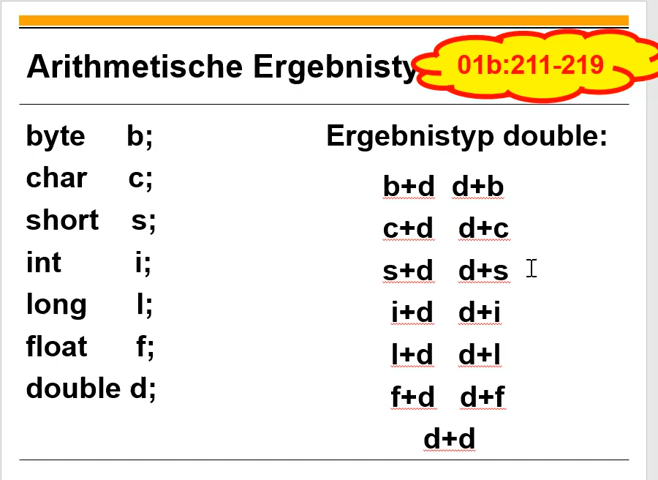 Arithmetische Ergebnisty
01b:211-219
byte b;
char c;
short s;
int i;
long l;
float f;
double d;
Ergebnistyp double:
b+d d+b
c+d d+c
s+d d+s
i+d d+i
l+d d+l
f+d d+f
d+d